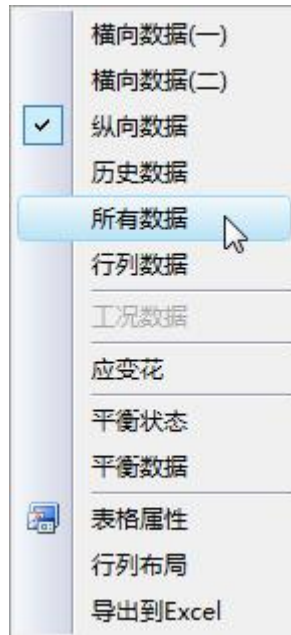 横向数据(一)
横向数据(二)
纵向数据
历史数据
所有数据
行列数据
工况数据
应变花
平衡状态
平衡数据
表格属性
行列布局
导出到Excel